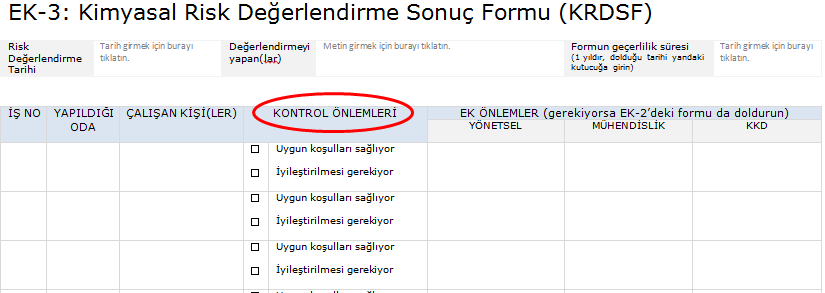 EK-3: Kimyasal Risk Değerlendirme Sonuç Formu (KRDSF)
Risk Değerlendirme Tarihi
Tarih girmek için burayı tıklatın.
Değerlendirmeyi yapan(lar)
Metin girmek için burayı tıklatın.
Formun geçerlilik süresi
(1 yıldır, dolduğu tarihi yandaki kutucuğa girin)
Tarih girmek için burayı tıklatın.
İŞ NO
YAPILDIĞI ODA
ÇALIŞAN KİŞİ(LER)
KONTROL ÖNLEMLERİ
EK ÖNLEMLER (gerekiyorsa EK-2’deki formu da doldurun)
YÖNETSEL
MÜHENDİSLİK
KKD
Uygun koşulları sağlıyor
İyileştirilmesi gerekiyor
Uygun koşulları sağlıyor
İyileştirilmesi gerekiyor
Uygun koşulları sağlıyor
İyileştirilmesi gerekiyor
Uygun koşulları sağlıyor